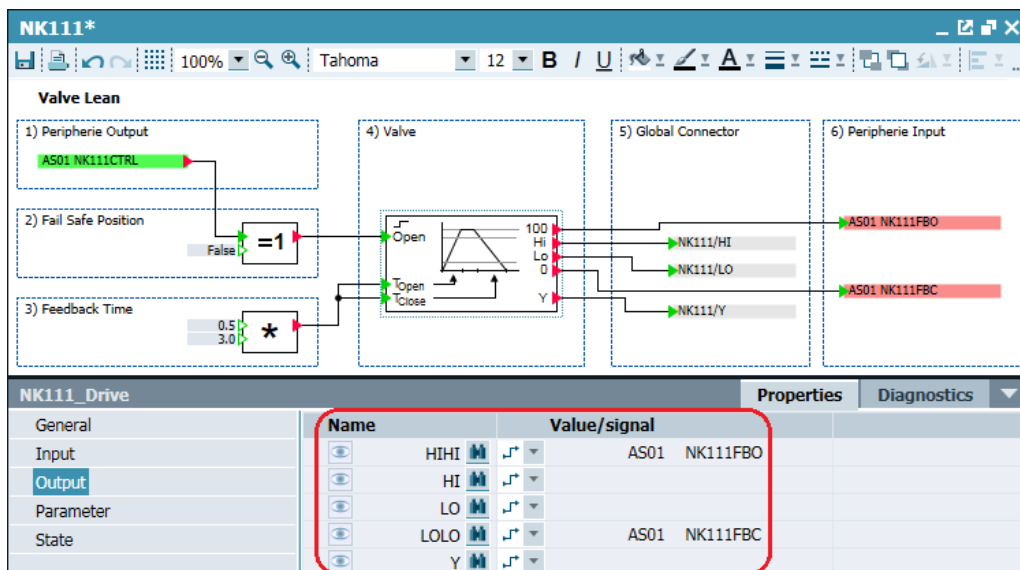 NK111*
100% Tahoma 12 B I U A
Valve Lean
1) Peripherie Output
AS01 NK111CTRL
2) Fail Safe Position
False
=1
3) Feedback Time
0.5
3.0
*
4) Valve
Open
TOpen
TClose
100
Hi
Lo
0
Y
5) Global Connector
NK111/HI
NK111/LO
NK111/Y
6) Peripherie Input
AS01 NK111FBO
AS01 NK111FBC
NK111_Drive
Properties
Diagnostics
General
Input
Output
Parameter
State
Name Value/signal
HIHI AS01 NK111FBO
HI
LO
LOLO AS01 NK111FBC
Y